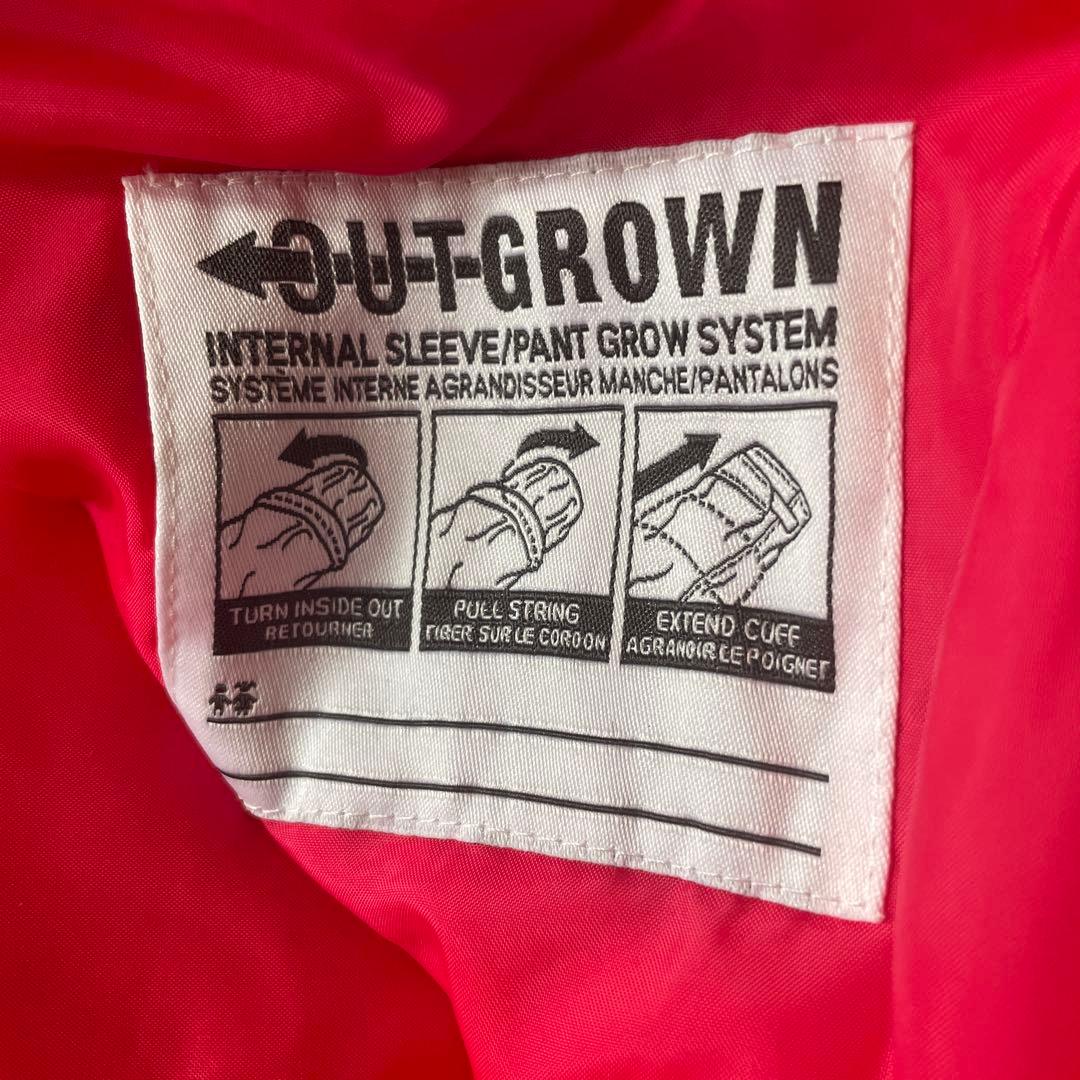 OUTGROWN
INTERNAL SLEEVE/PANT GROW SYSTEM
SYSTÈME INTERNE AGRANDISSEUR MANCHE/PANTALONS
TURN INSIDE OUT
RETOURNER
PULL STRING
TIRER SUR LE CORDON
EXTEND CUFF
AGRANDIR LE POIGNET